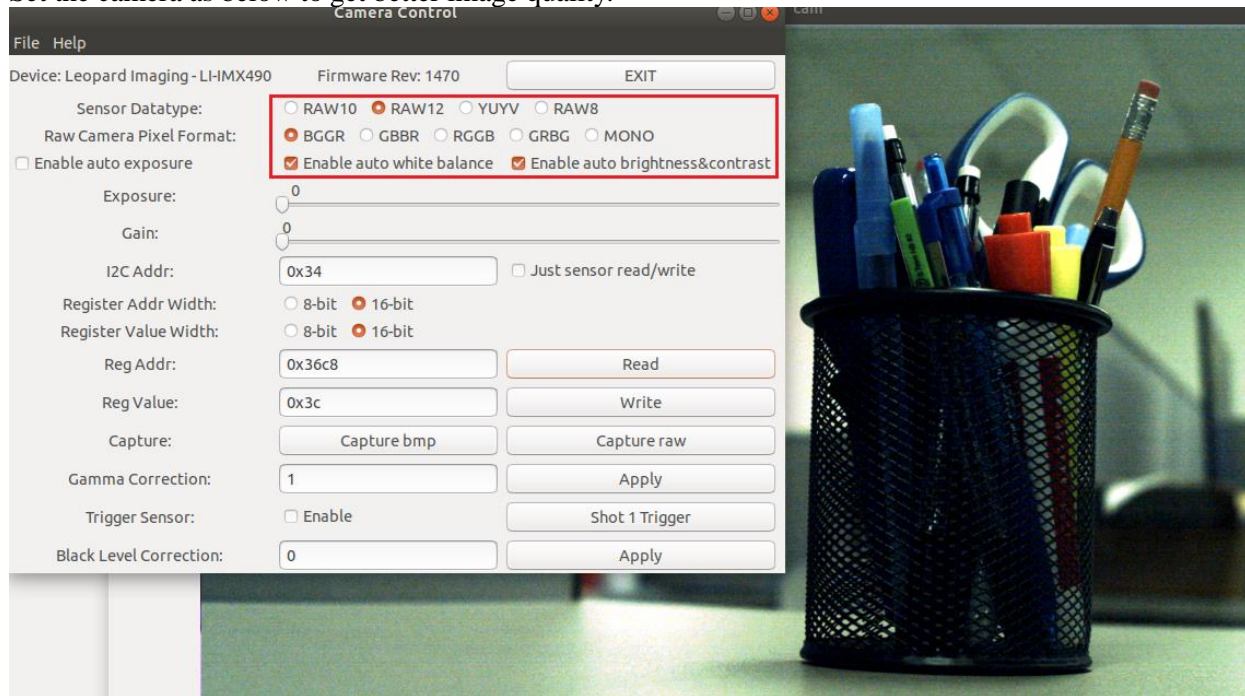 Set the camera as below to get better image quality.
Camera Control
cam
File Help
Device: Leopard Imaging - LI-IMX490 Firmware Rev: 1470 EXIT
Sensor Datatype: RAW10 RAW12 YUYV RAW8
Raw Camera Pixel Format: BGGR GBBR RGGB GRBG MONO
Enable auto exposure Enable auto white balance Enable auto brightness&contrast
Exposure: 0
Gain: 0
I2C Addr: 0x34 Just sensor read/write
Register Addr Width: 8-bit 16-bit
Register Value Width: 8-bit 16-bit
Reg Addr: 0x36c8 Read
Reg Value: 0x3c Write
Capture: Capture bmp Capture raw
Gamma Correction: 1 Apply
Trigger Sensor: Enable Shot 1 Trigger
Black Level Correction: 0 Apply